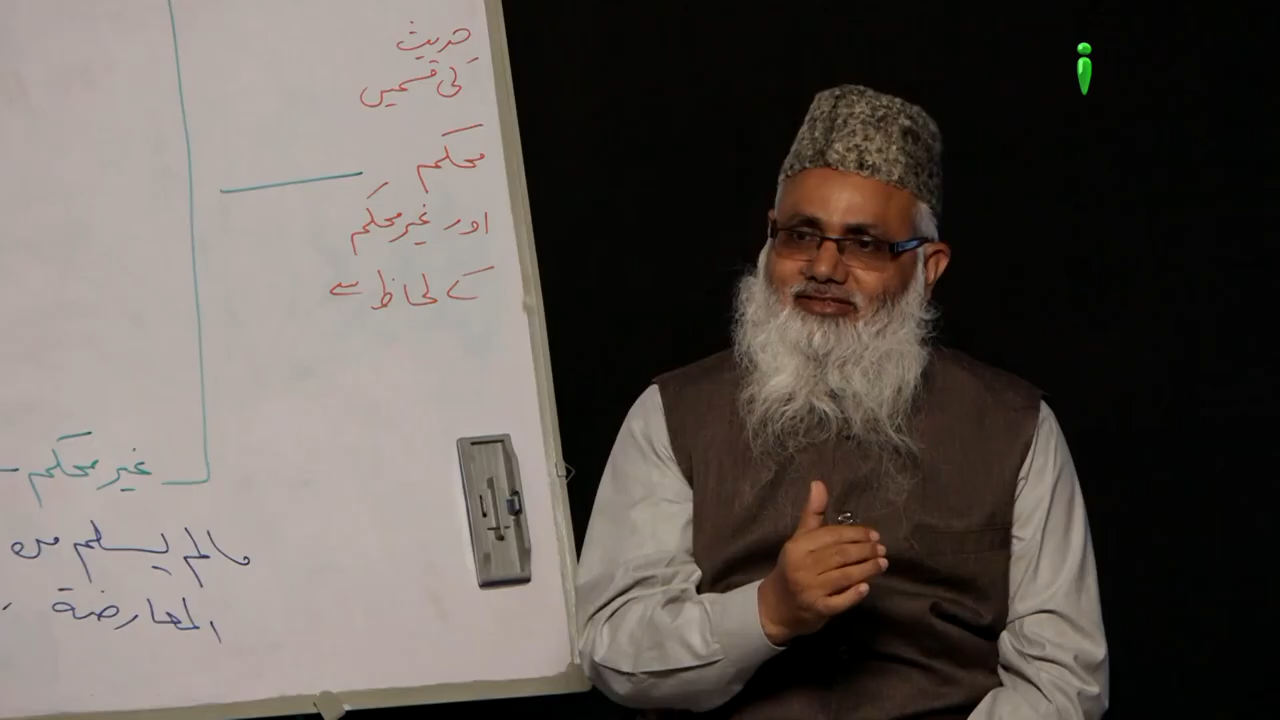 حدیث
کی قسمیں
محکم
اور غیر محکم
کے لحاظ سے
غیر محکم
مالم یسلم من
المعارضة
i